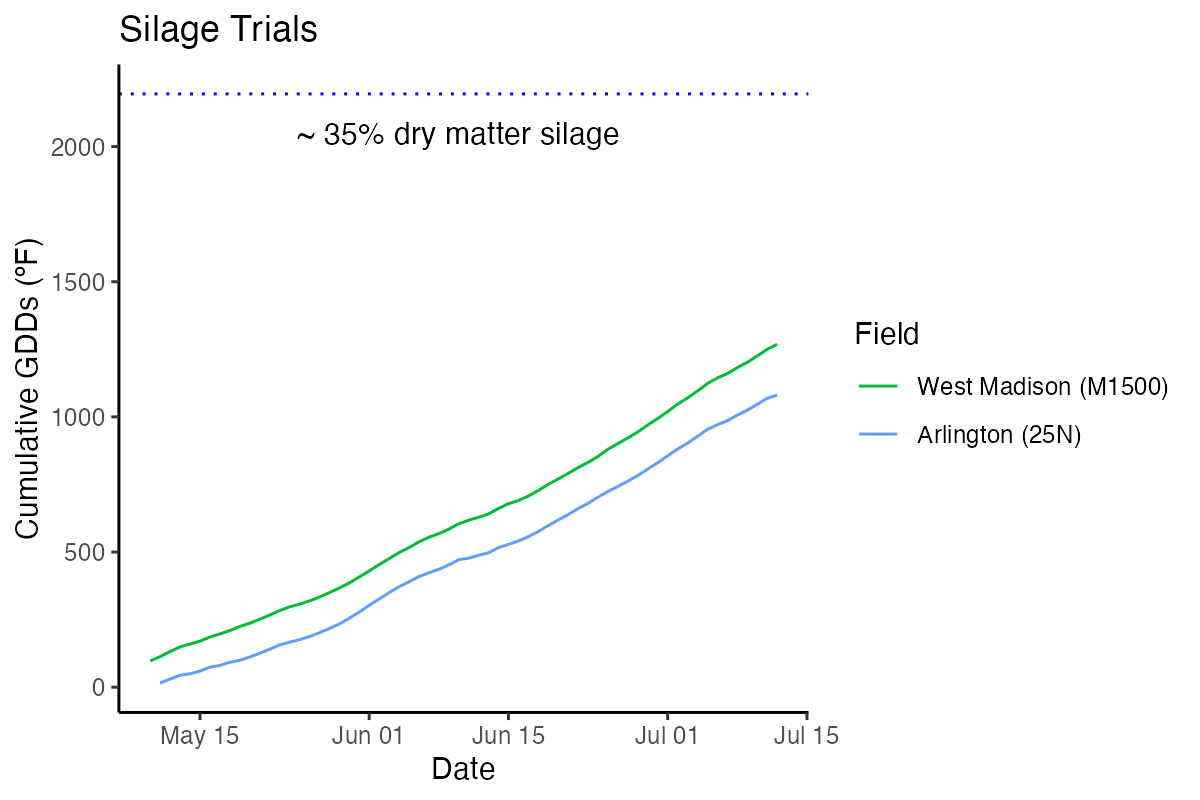 Silage Trials
~ 35% dry matter silage
Cumulative GDDs (°F)
2000
1500
1000
500
0
May 15
Jun 01
Jun 15
Jul 01
Jul 15
Date
Field
West Madison (M1500)
Arlington (25N)